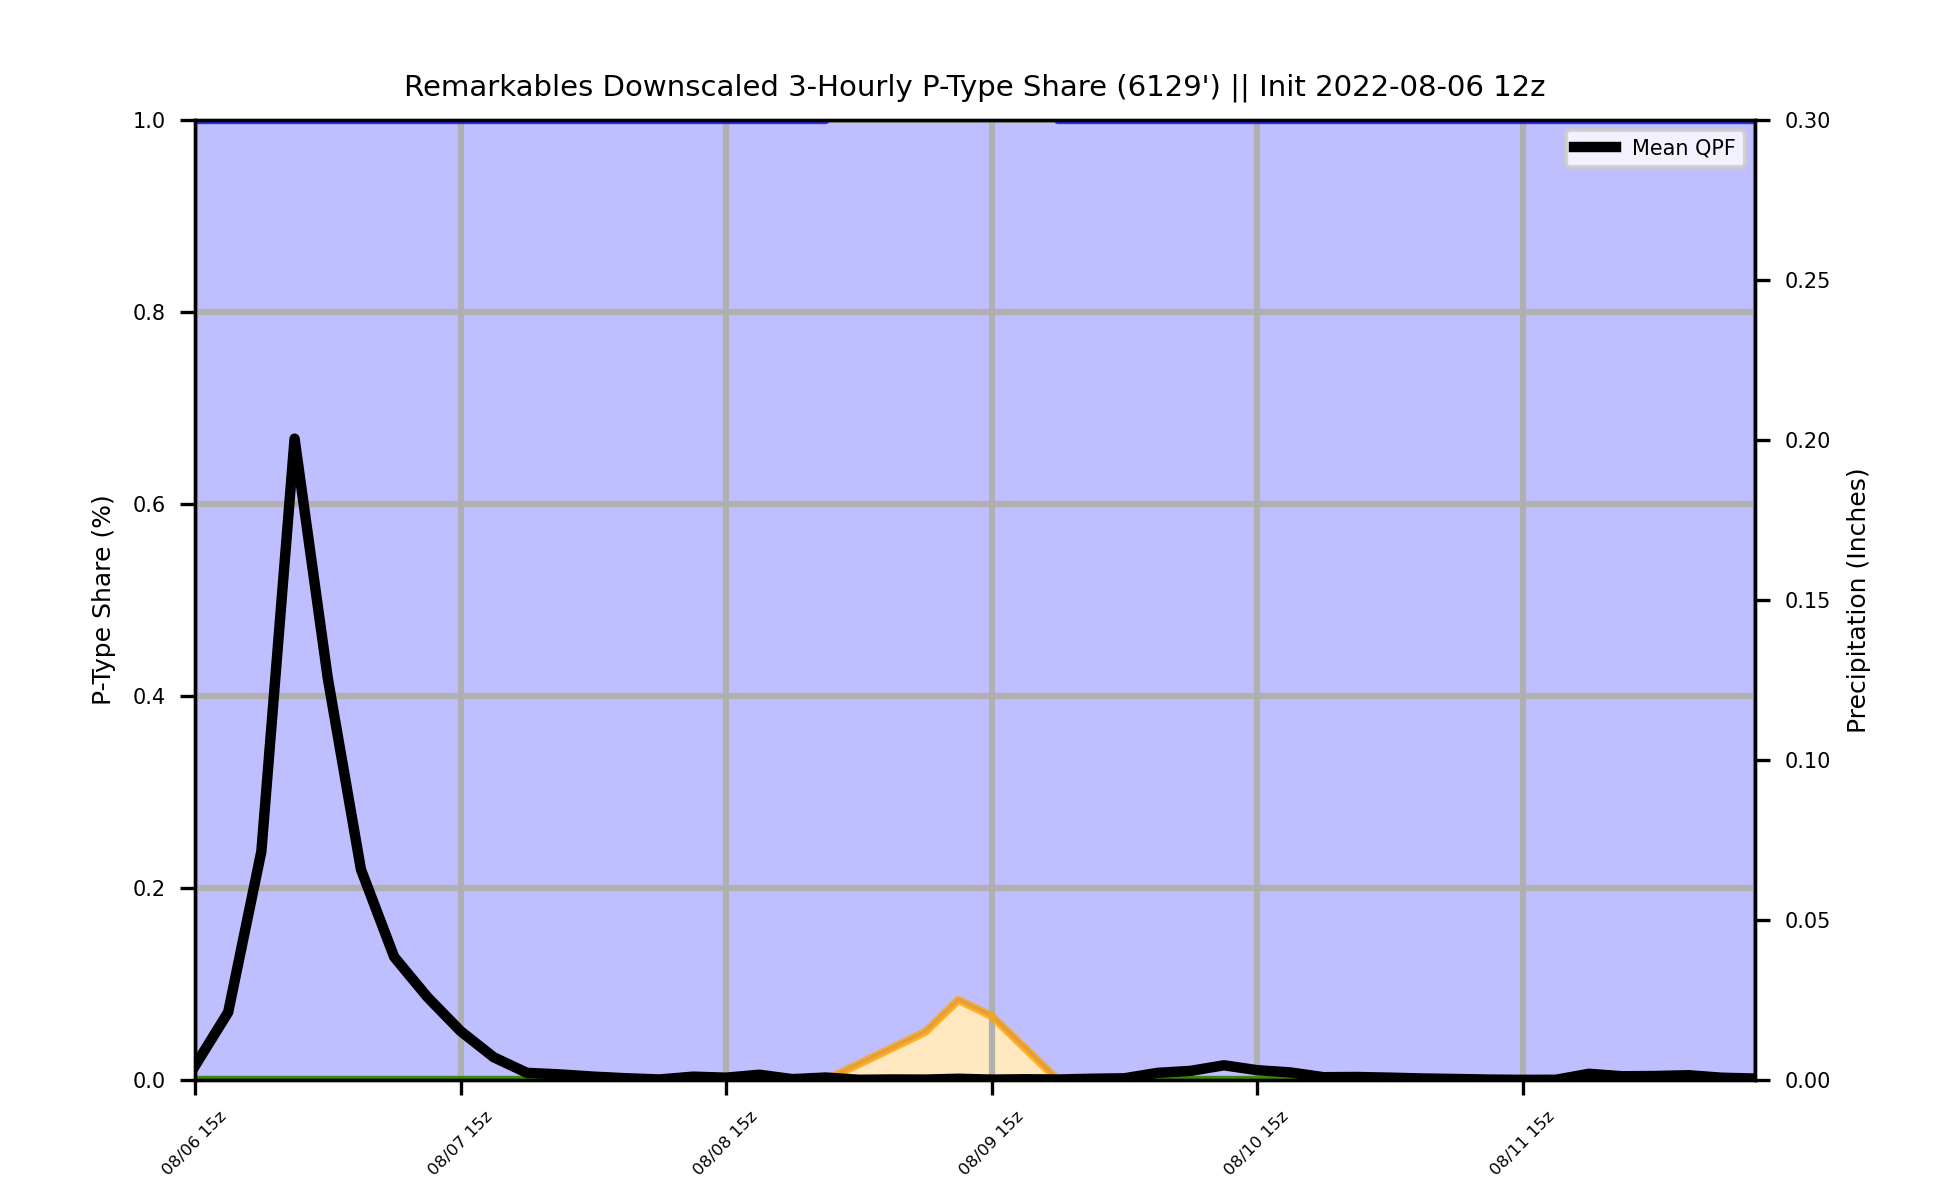 Remarkables Downscaled 3-Hourly P-Type Share (6129') || Init 2022-08-06 12z
Mean QPF
P-Type Share (%)
1.0
0.8
0.6
0.4
0.2
0.0
0.30
0.25
0.20
0.15
0.10
0.05
0.00
Precipitation (Inches)
08/06 15z
08/07 15z
08/08 15z
08/09 15z
08/10 15z
08/11 15z